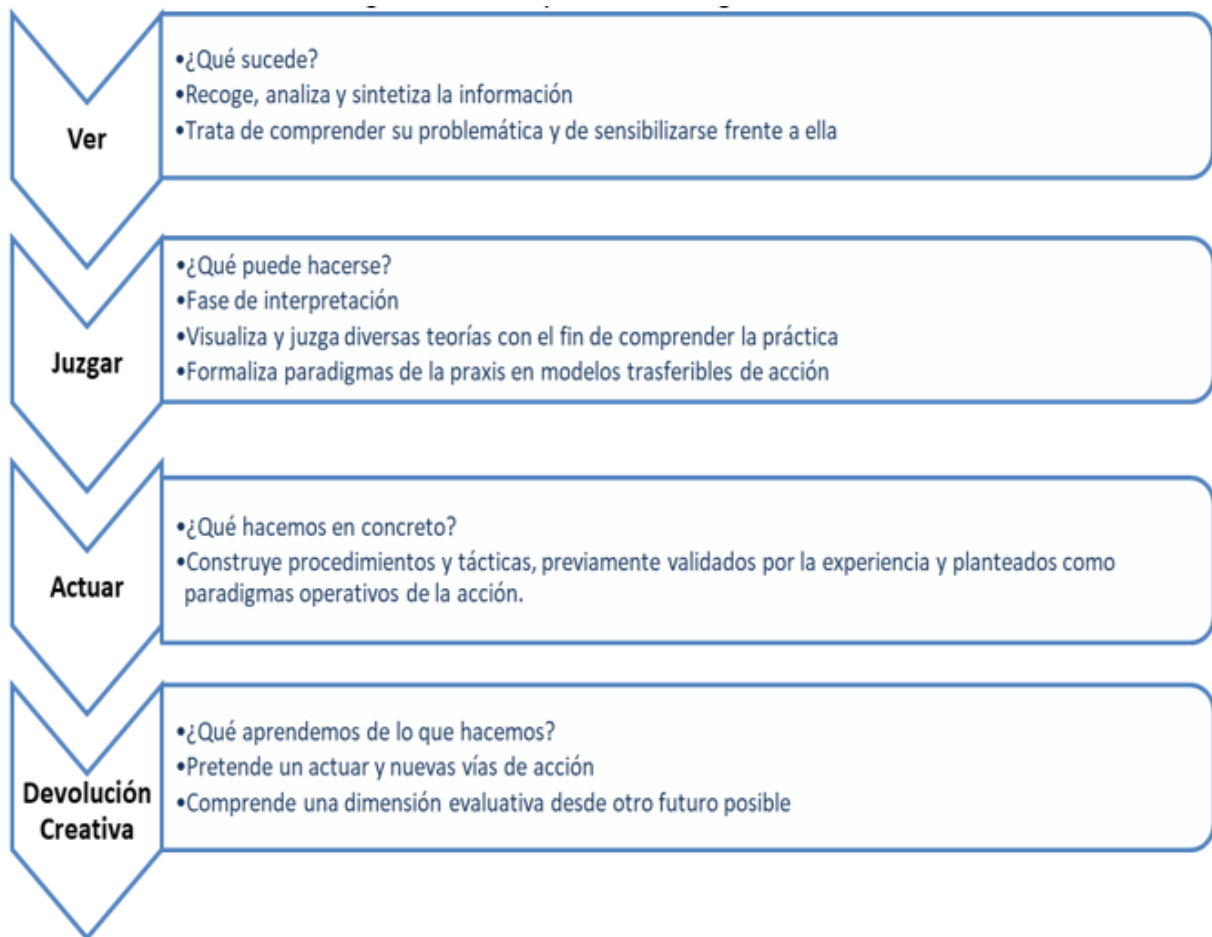 •¿Qué sucede?
•Recoge, analiza y sintetiza la información
•Trata de comprender su problemática y de sensibilizarse frente a ella
Ver
•¿Qué puede hacerse?
•Fase de interpretación
•Visualiza y juzga diversas teorías con el fin de comprender la práctica
•Formaliza paradigmas de la praxis en modelos trasferibles de acción
Juzgar
•¿Qué hacemos en concreto?
•Construye procedimientos y tácticas, previamente validados por la experiencia y planteados como
paradigmas operativos de la acción.
Actuar
•¿Qué aprendemos de lo que hacemos?
•Pretende un actuar y nuevas vías de acción
•Comprende una dimensión evaluativa desde otro futuro posible
Devolución
Creativa